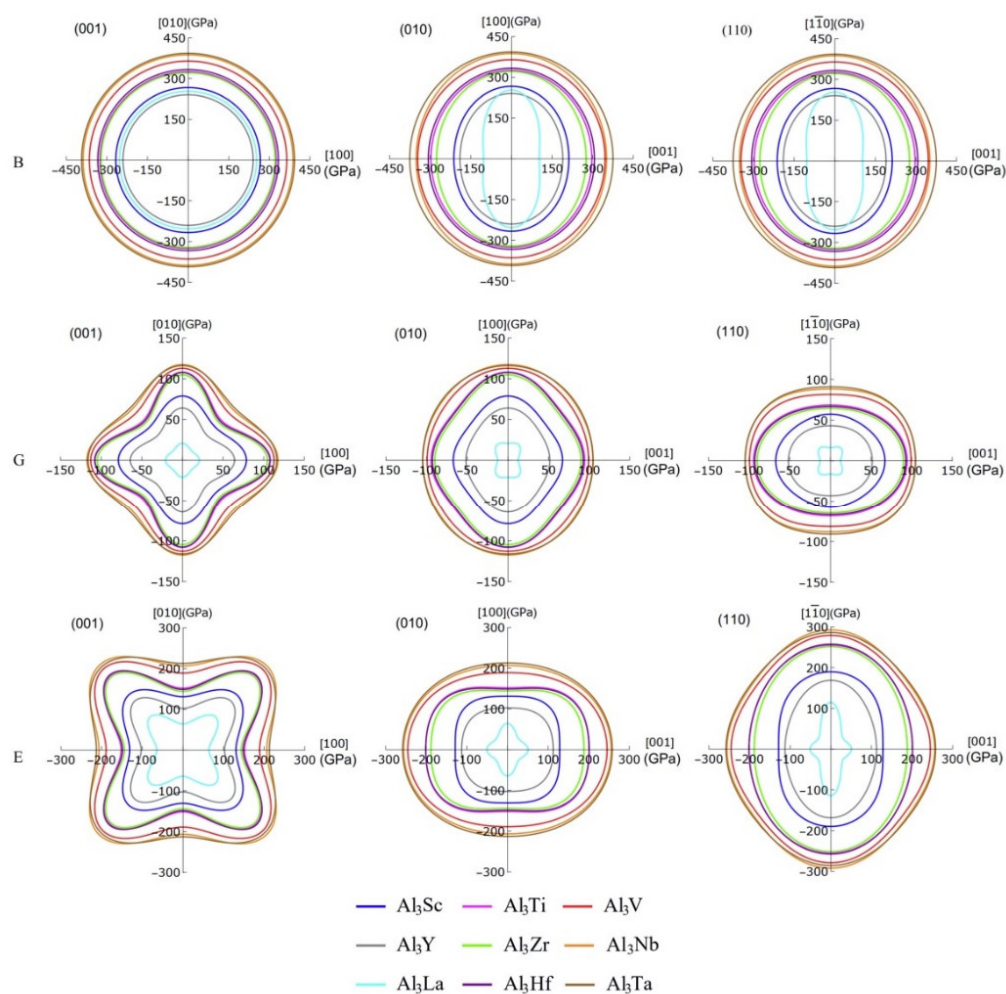 (001) [010](GPa) (010) [100](GPa) (110) [11̅0](GPa)
450 450 450
300 300 300
150 150 150
B −450 −300 −150 150 300 450 [100] (GPa) −450 −300 −150 150 300 450 [001] (GPa) −450 −300 −150 150 300 450 [001] (GPa)
−150 −150 −150
−300 −300 −300
−450 −450 −450
(001) [010](GPa) (010) [100](GPa) (110) [11̅0](GPa)
150 150 150
100 100 100
50 50 50
G −150 −100 −50 50 100 150 [100] (GPa) −150 −100 −50 50 100 150 [001] (GPa) −150 −100 −50 50 100 150 [001] (GPa)
−50 −50 −50
−100 −100 −100
−150 −150 −150
(001) [010](GPa) (010) [100](GPa) (110) [11̅0](GPa)
300 300 300
200 200 200
100 100 100
E −300 −200 −100 100 200 300 [100] (GPa) −300 −200 −100 100 200 300 [001] (GPa) −300 −200 −100 100 200 300 [001] (GPa)
−100 −100 −100
−200 −200 −200
−300 −300 −300
Al₃Sc Al₃Ti Al₃V
Al₃Y Al₃Zr Al₃Nb
Al₃La Al₃Hf Al₃Ta